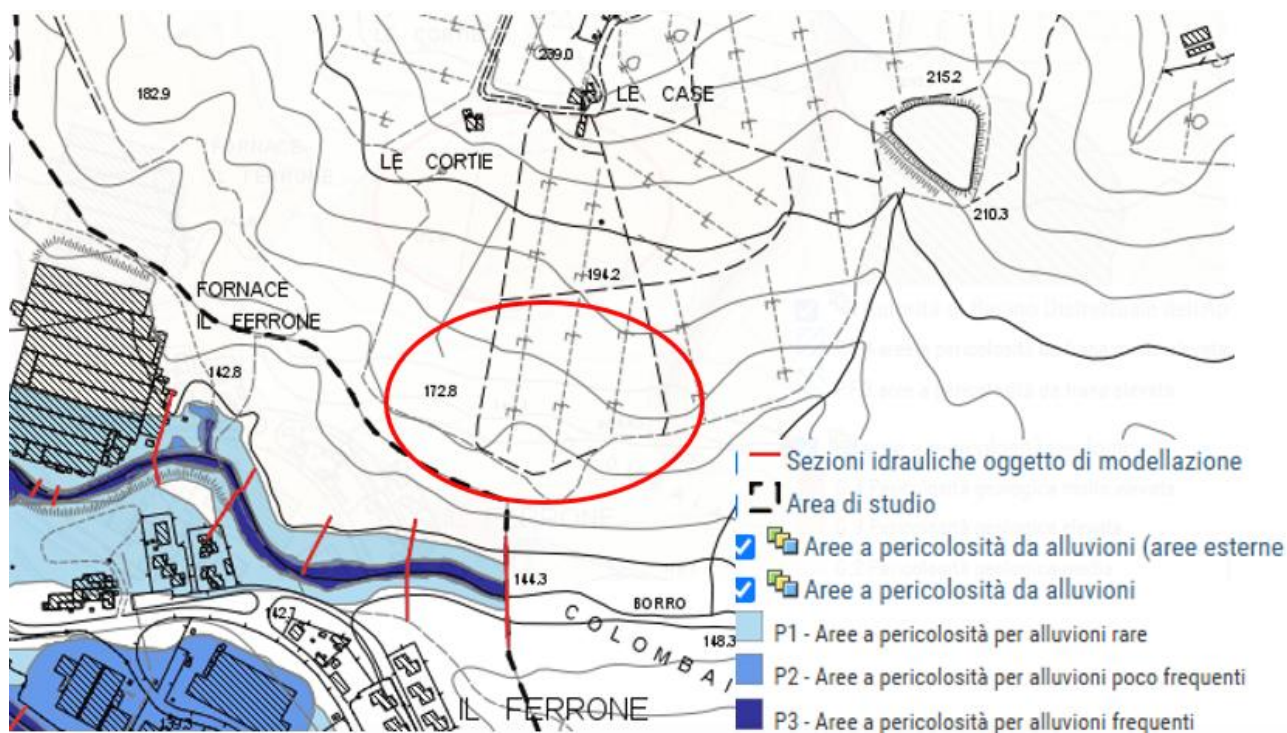 239.0
215.2
182.9
LE CASE
LE CORTIE
210.3
194.2
FORNACE
IL FERRONE
142.8
172.8
Sezioni idrauliche oggetto di modellazione
Area di studio
Aree a pericolosità da alluvioni (aree esterne
144.3
Aree a pericolosità da alluvioni
BORRO
142.7
COLOMBAI
148.3
P1 - Aree a pericolosità per alluvioni rare
P2 - Aree a pericolosità per alluvioni poco frequenti
IL FERRONE
139.3
P3 - Aree a pericolosità per alluvioni frequenti